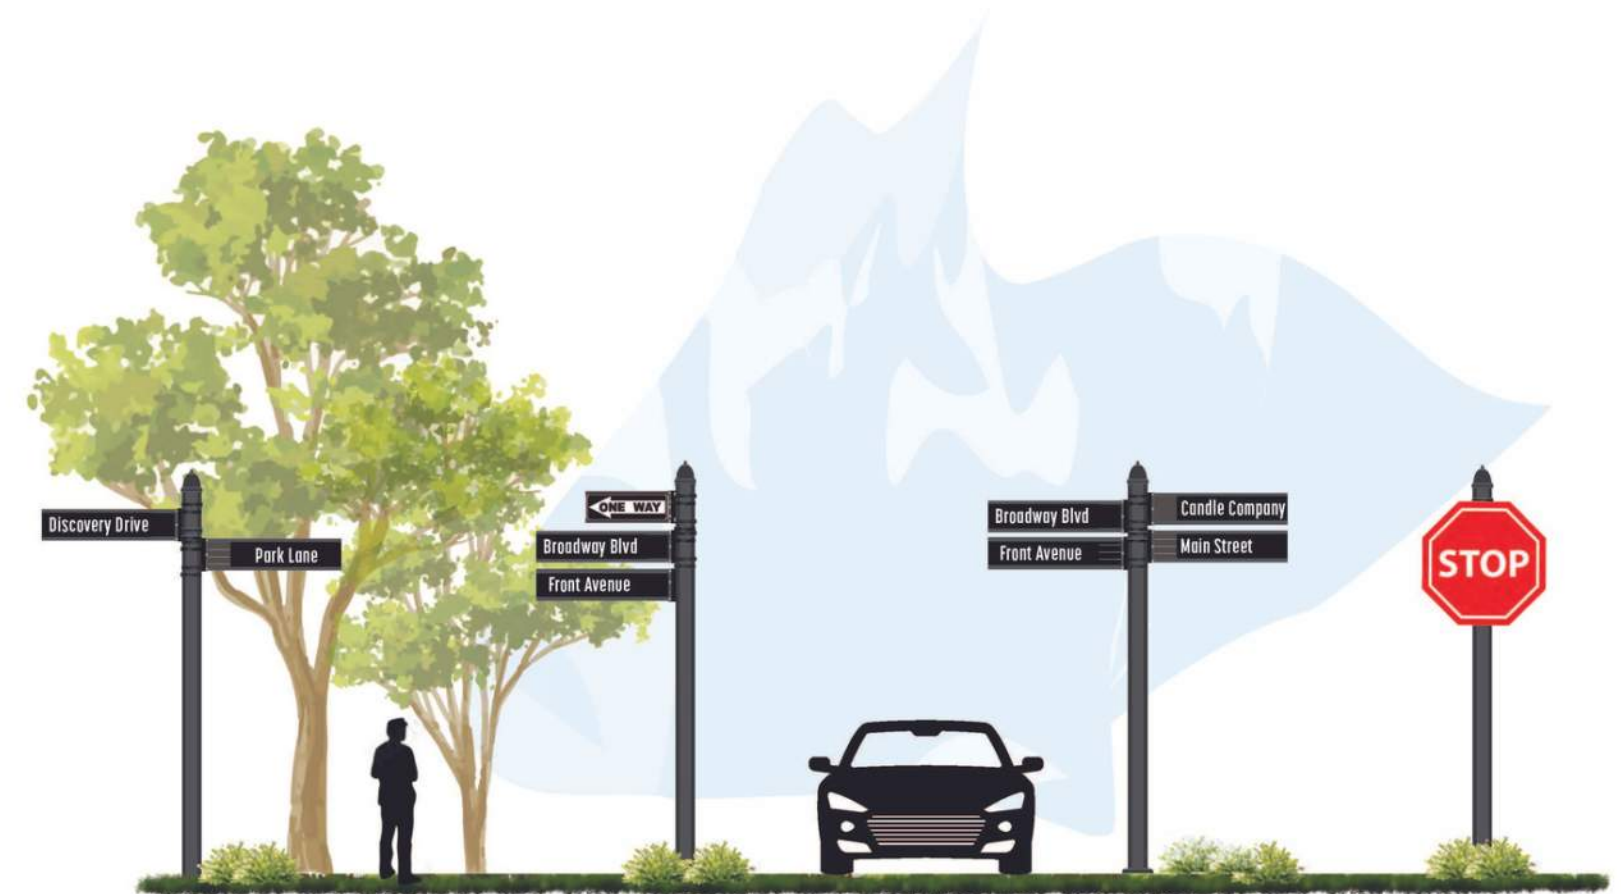 Discovery Drive
Park Lane
ONE WAY
Broadway Blvd
Front Avenue
Broadway Blvd
Front Avenue
Candle Company
Main Street
STOP